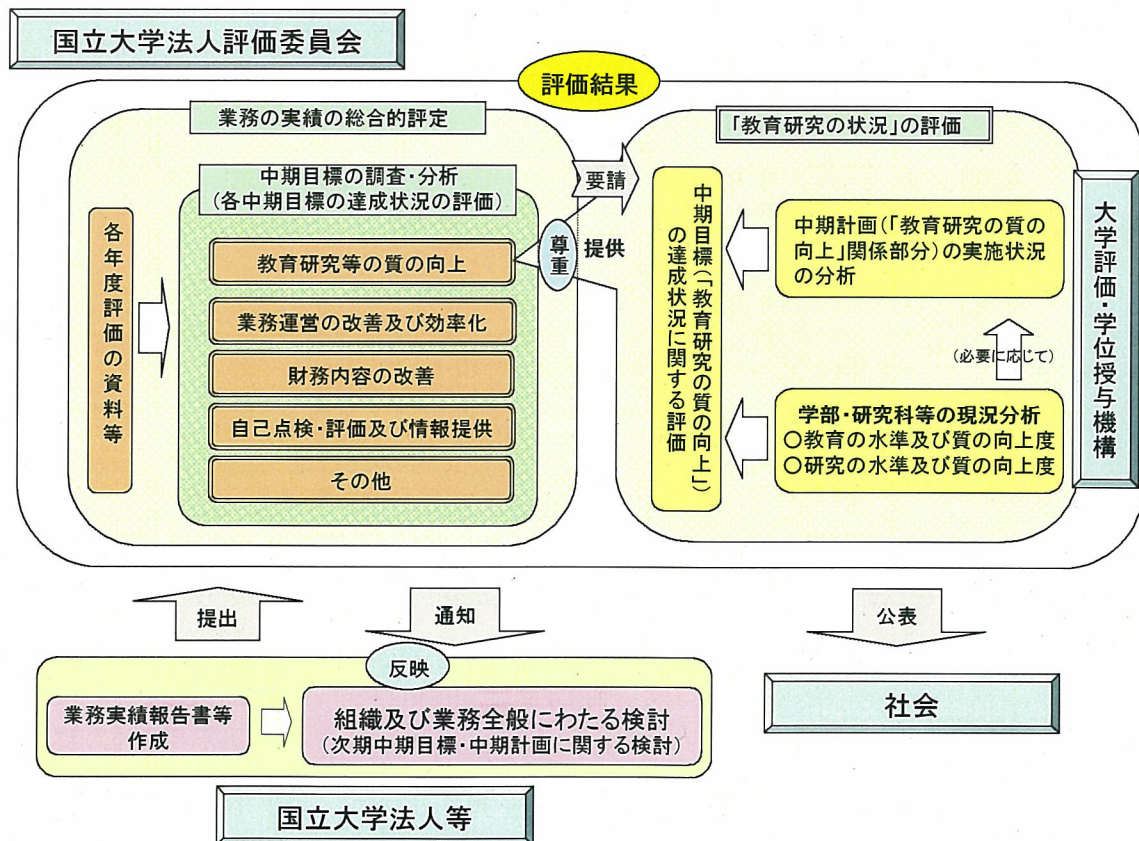 国立大学法人評価委員会
評価結果
業務の実績の総合的評定
中期目標の調査・分析
(各中期目標の達成状況の評価)
各年度評価の資料等
教育研究等の質の向上
業務運営の改善及び効率化
財務内容の改善
自己点検・評価及び情報提供
その他
要請
尊重
提供
「教育研究の状況」の評価
中期目標(「教育研究の質の向上」)
の達成状況に関する評価
中期計画(「教育研究の質の
向上」関係部分)の実施状況
の分析
(必要に応じて)
学部・研究科等の現況分析
○教育の水準及び質の向上度
○研究の水準及び質の向上度
大学評価・学位授与機構
提出
通知
公表
反映
業務実績報告書等
作成
組織及び業務全般にわたる検討
(次期中期目標・中期計画に関する検討)
社会
国立大学法人等